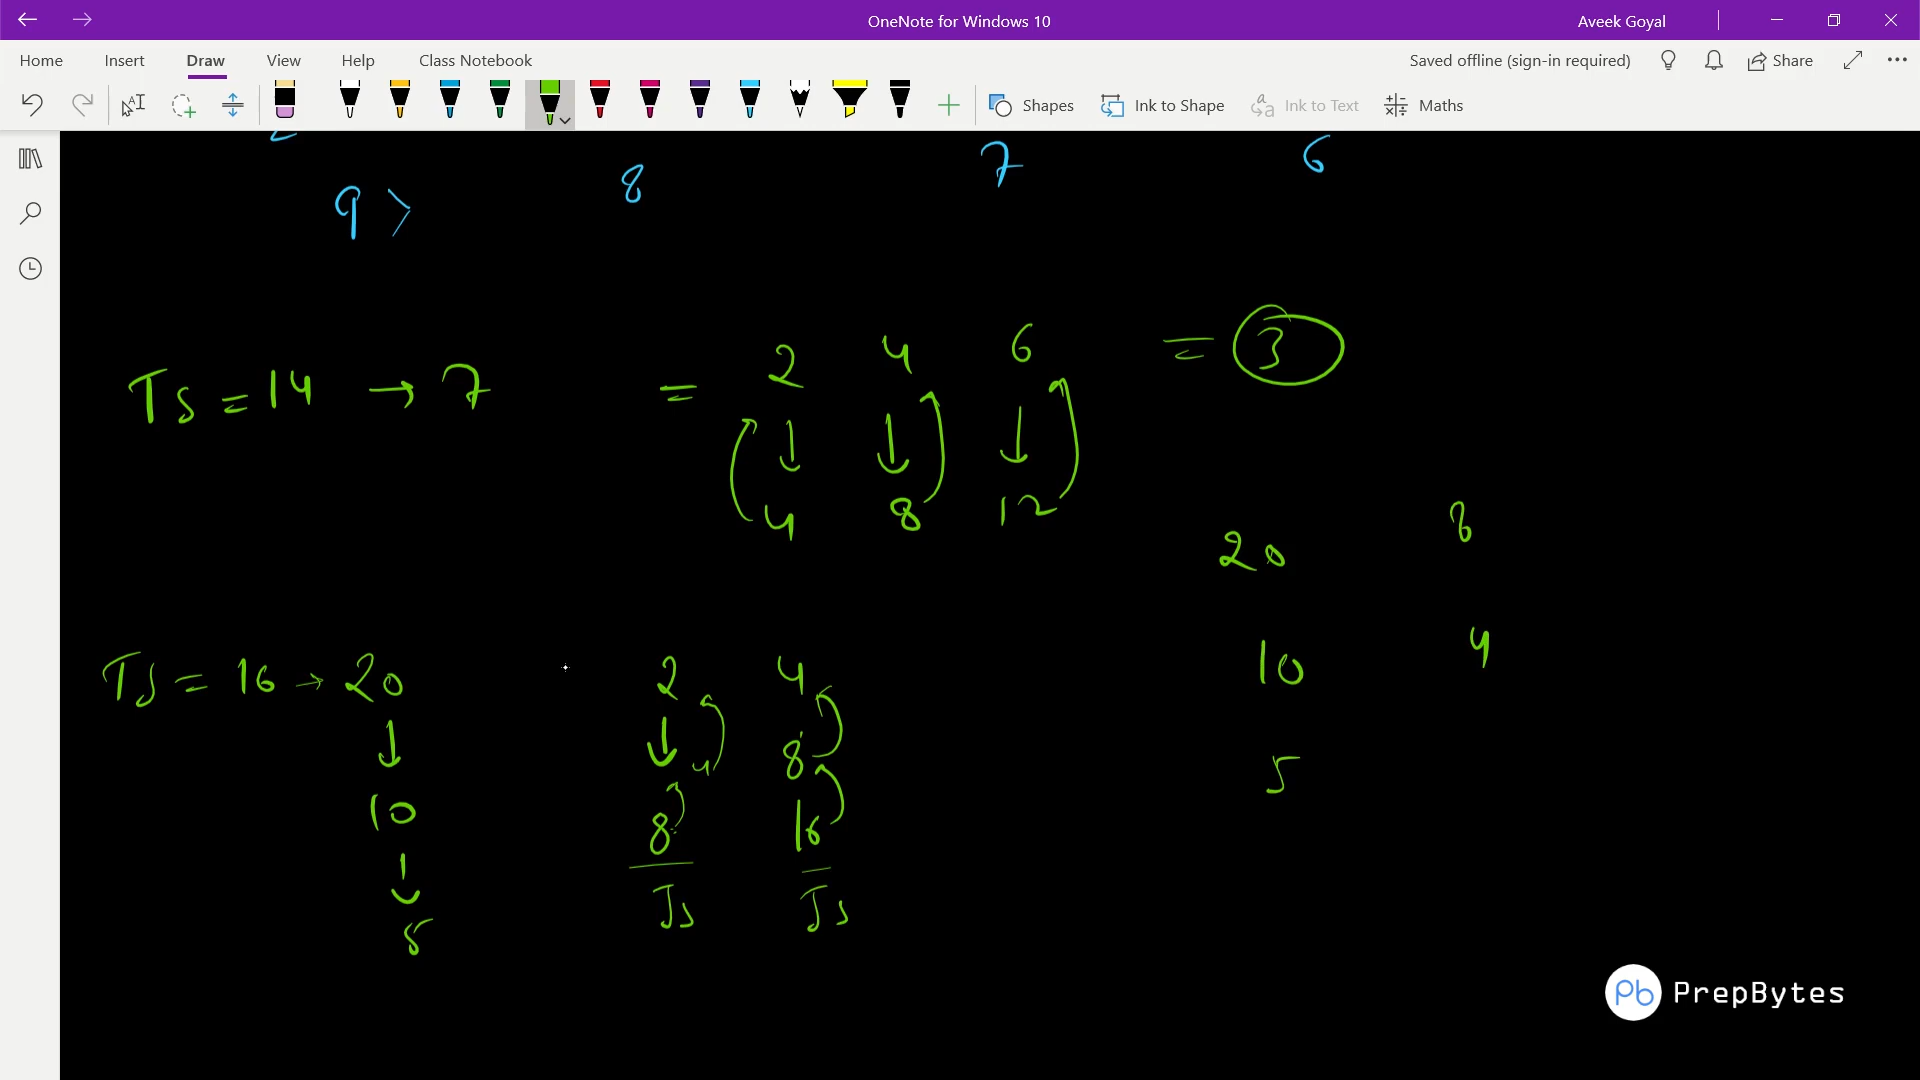 OneNote for Windows 10 Aveek Goyal
Home Insert Draw View Help Class Notebook Saved offline (sign-in required) Share
Shapes Ink to Shape Ink to Text Maths
9 > 8 7 6
Ts = 14 → 7 = 2 4 6 = 3
4 8 12
20 8
10 4
5
Ts = 16 → 20 2 4
4 8
10 8 16
Ts Ts
5
Pb PrepBytes